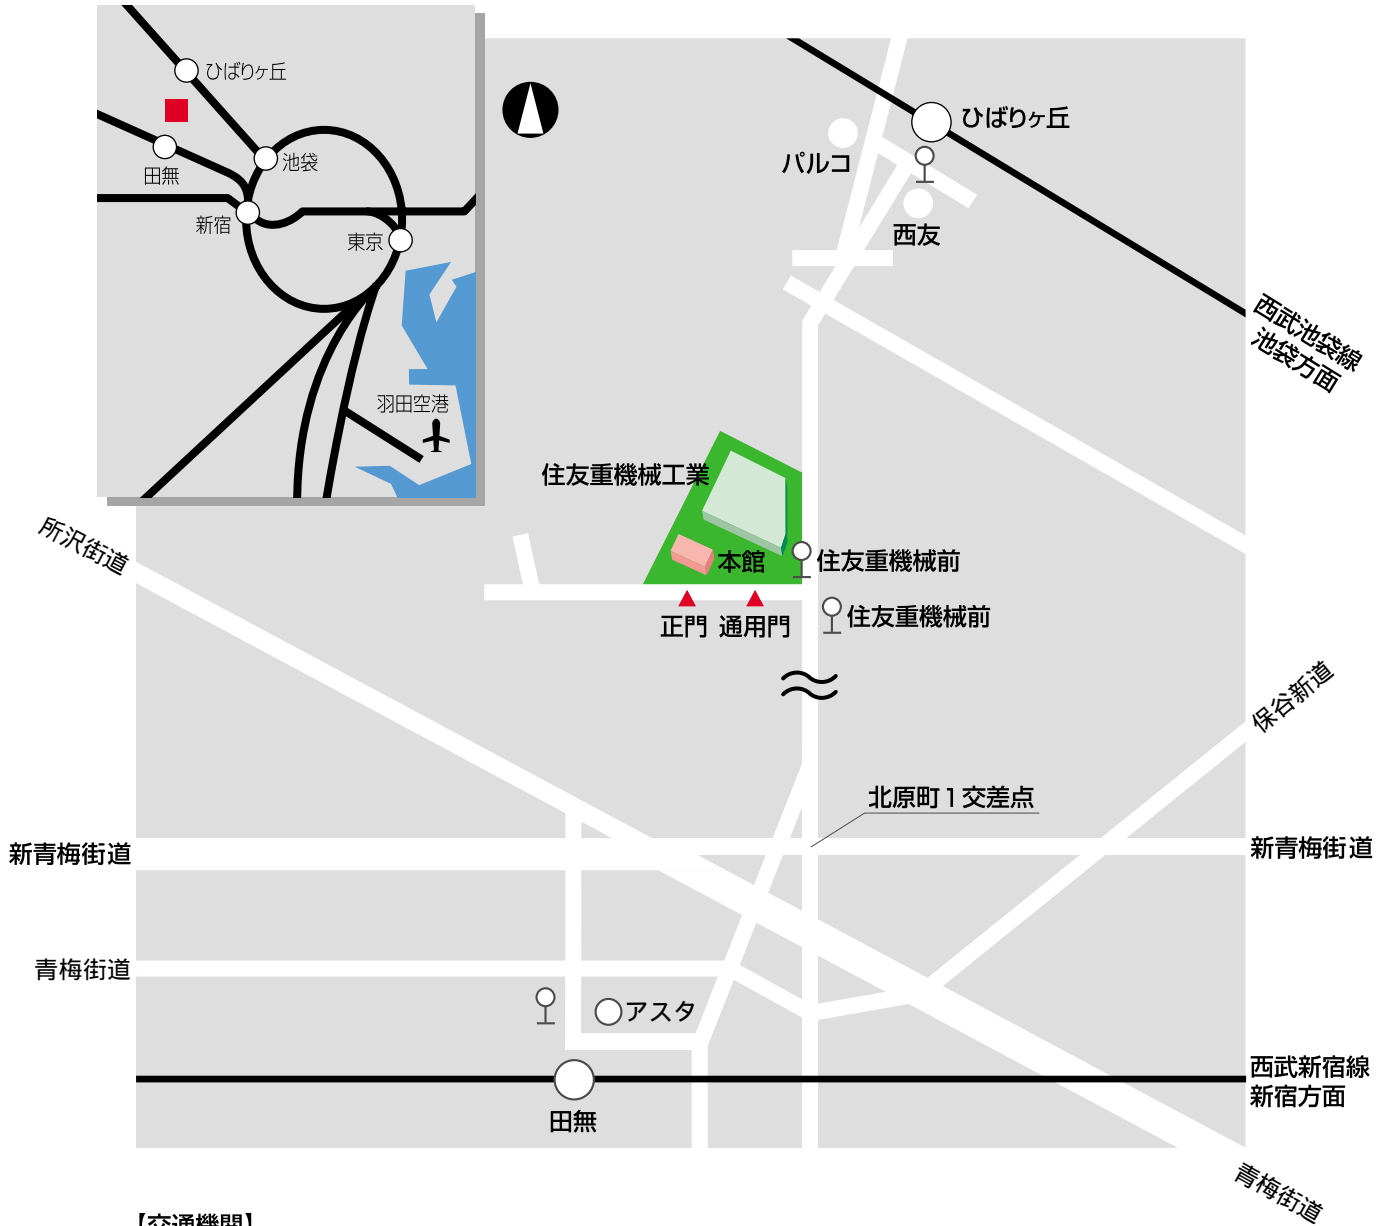 ひばりヶ丘
池袋
田無
新宿
東京
羽田空港
ひばりヶ丘
パルコ
西友
西武池袋線
池袋方面
住友重機械工業
本館
住友重機械前
住友重機械前
正門
通用門
所沢街道
保谷新道
北原町1交差点
新青梅街道
新青梅街道
青梅街道
アスタ
西武新宿線
新宿方面
田無
青梅街道
【交通機関】